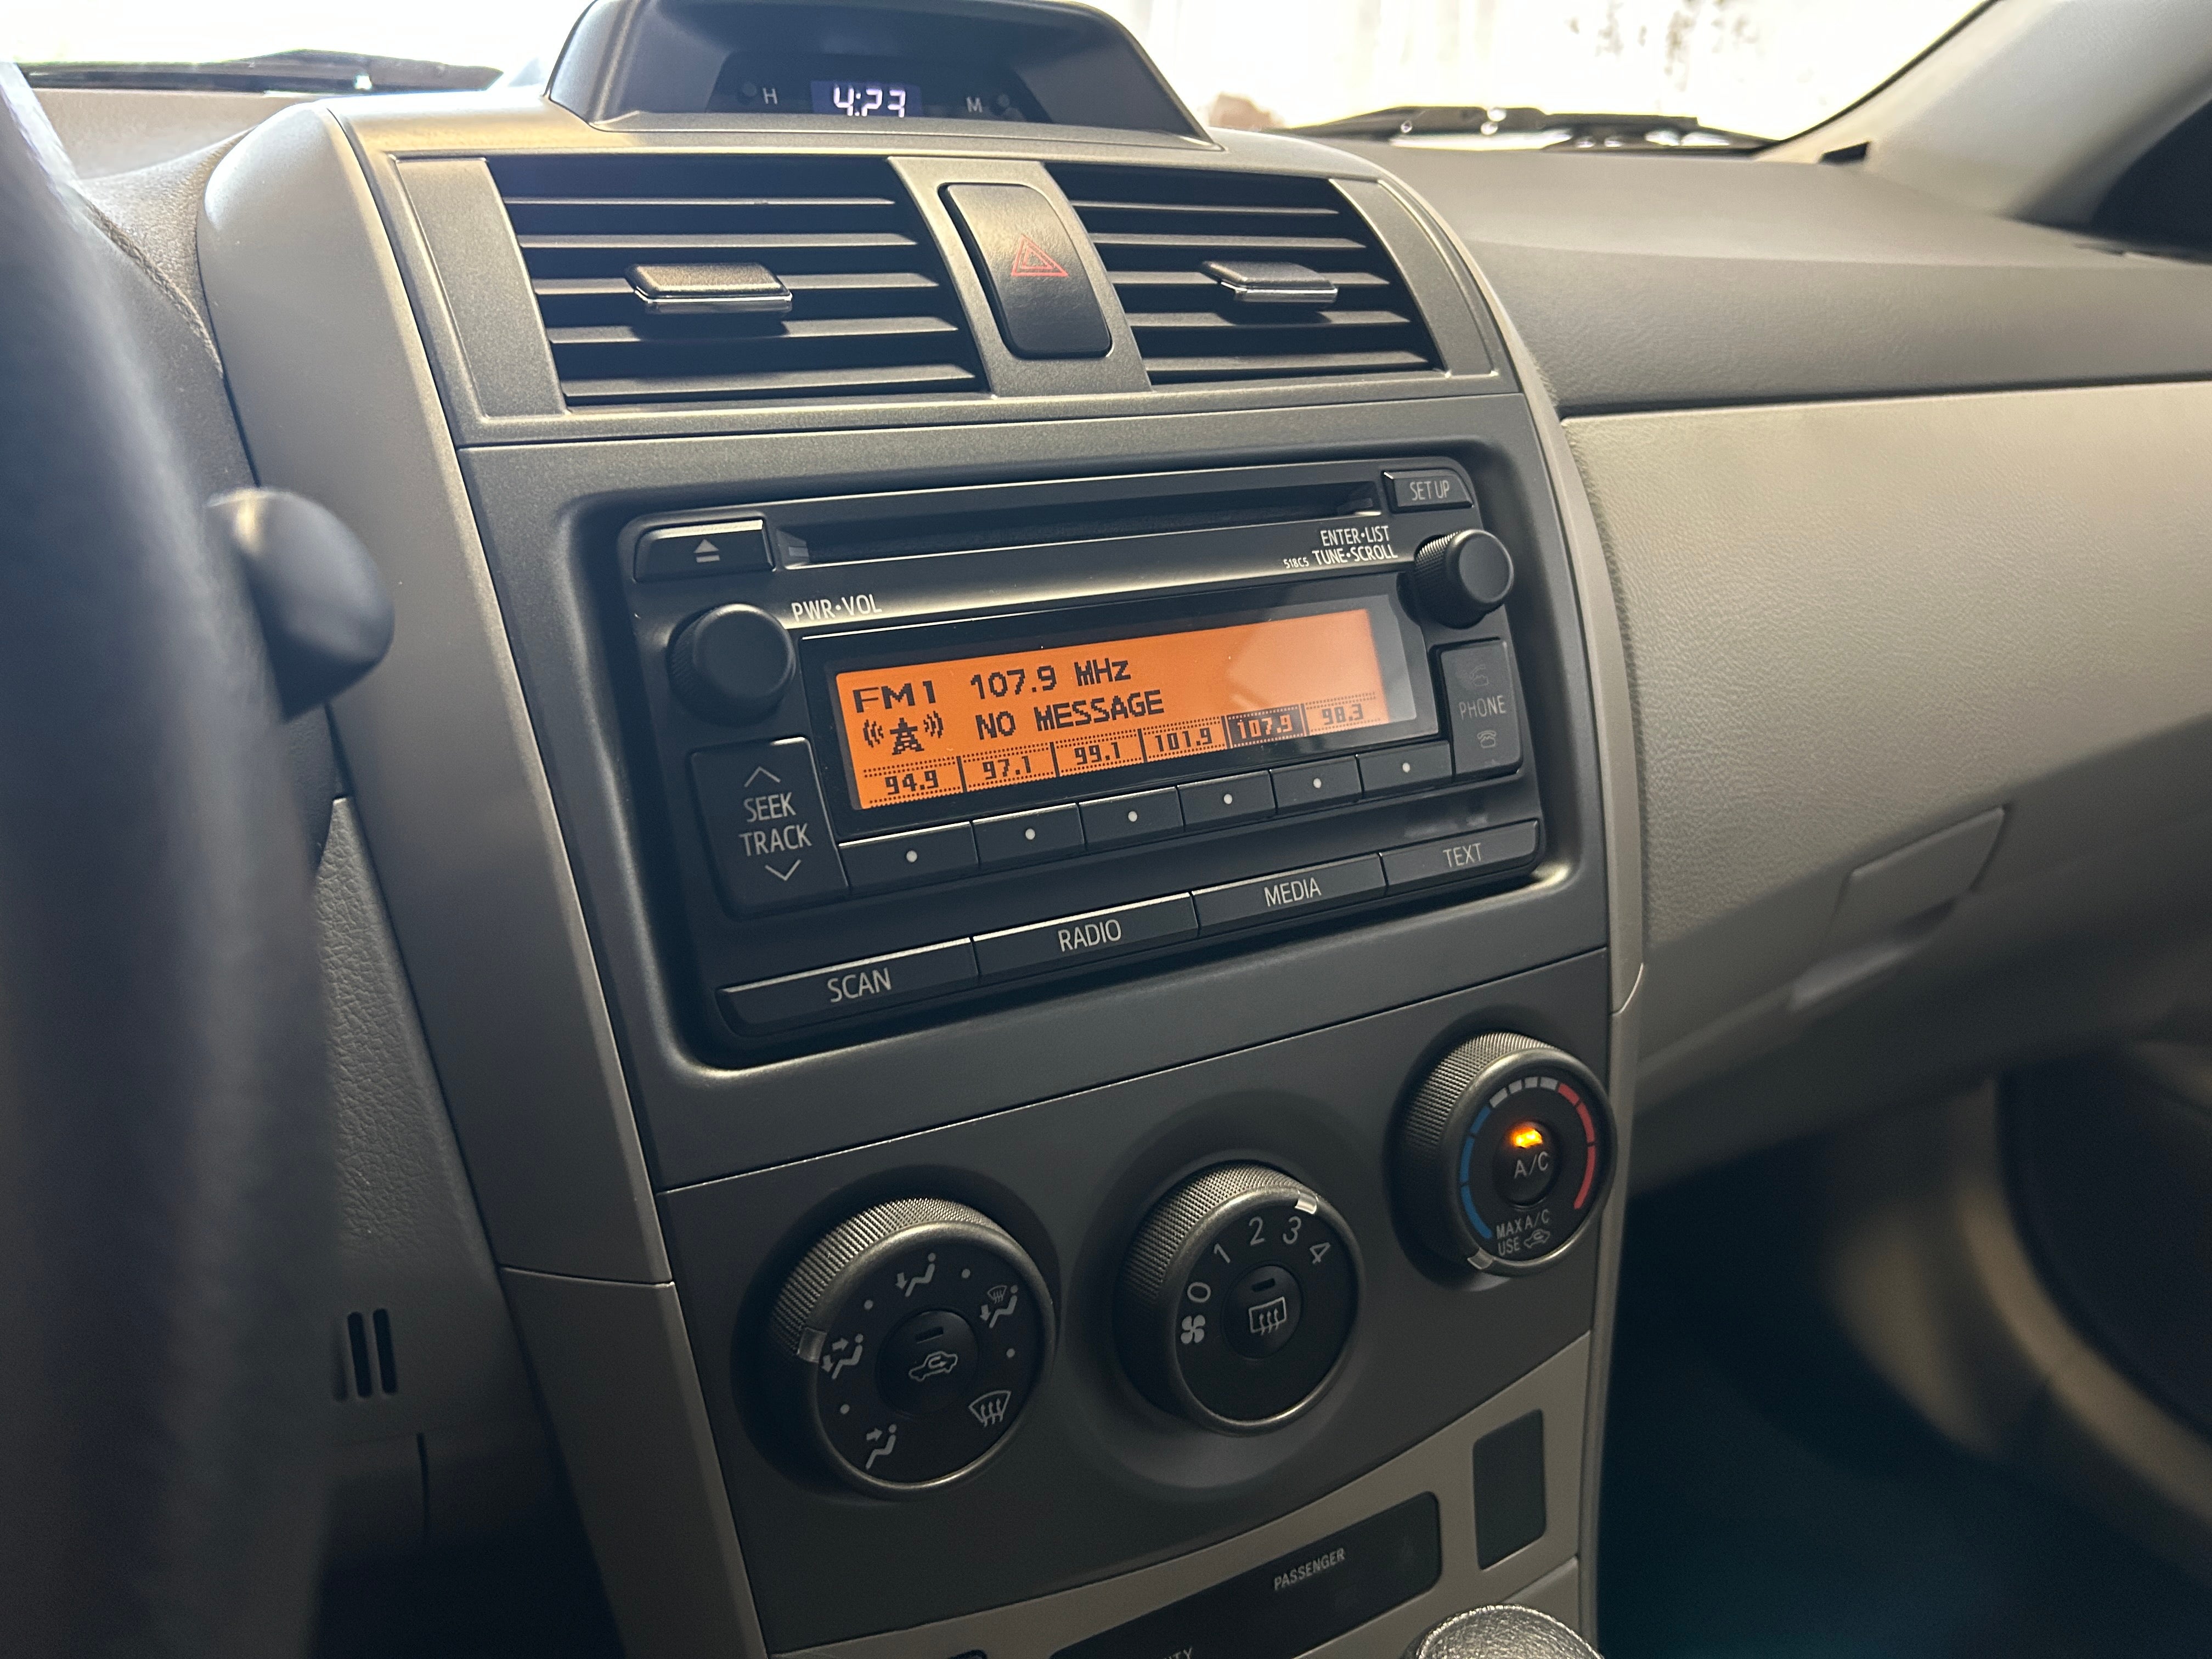 H 4:23 M
SET UP
ENTER•LIST
518C5 TUNE•SCROLL
PWR•VOL
FM1 107.9 MHz
NO MESSAGE
94.9 97.1 99.1 101.9 107.9 98.3
PHONE
SEEK
TRACK
SCAN RADIO MEDIA TEXT
A/C
MAX A/C
USE
0 1 2 3 4
PASSENGER